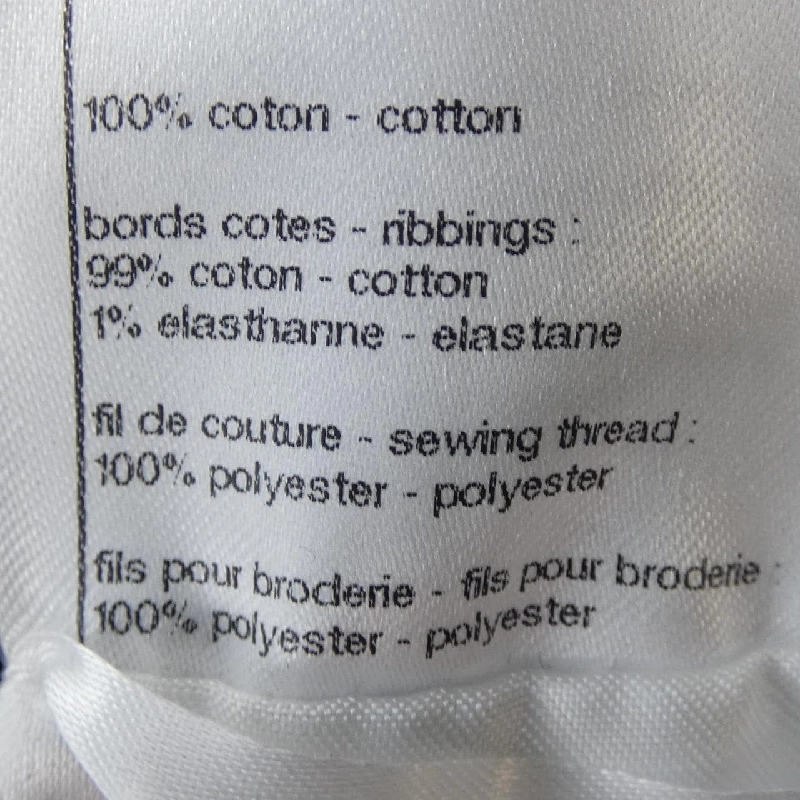 100% coton - cotton
bords cotes - ribbings :
99% coton - cotton
1% elasthanne - elastane
fil de couture - sewing thread :
100% polyester - polyester
fils pour broderie - fils pour broderie :
100% polyester - polyester